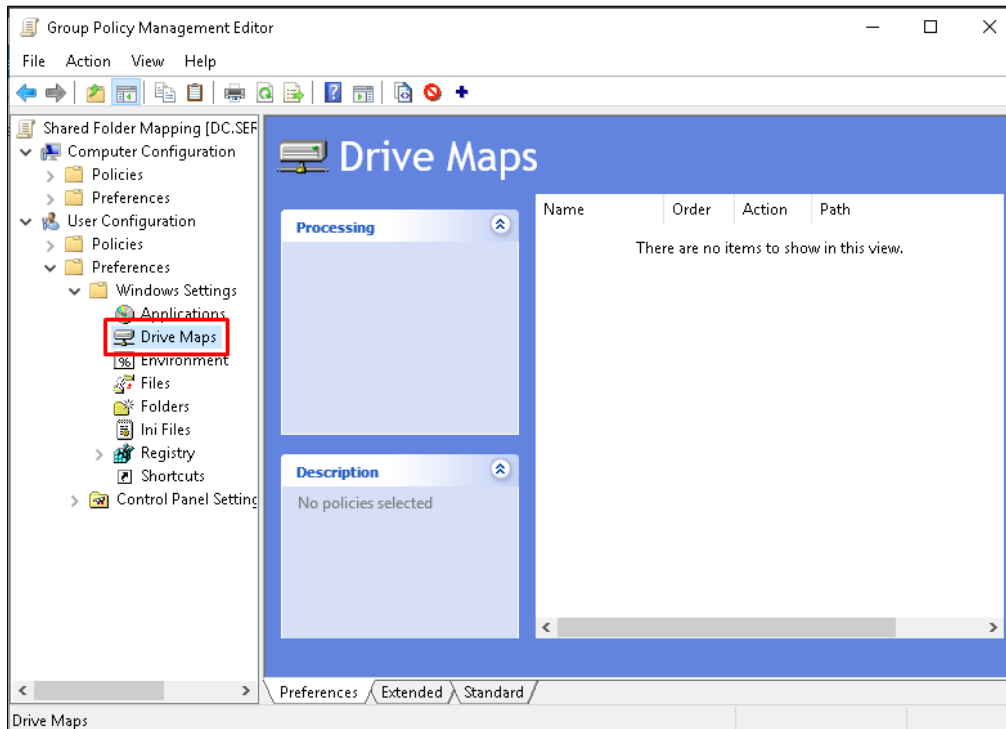 Group Policy Management Editor
File Action View Help
Shared Folder Mapping [DC.SER
Computer Configuration
Policies
Preferences
User Configuration
Policies
Preferences
Windows Settings
Applications
Drive Maps
Environment
Files
Folders
Ini Files
Registry
Shortcuts
Control Panel Setting
Drive Maps
Processing
Description
No policies selected
Name Order Action Path
There are no items to show in this view.
Preferences Extended Standard
Drive Maps